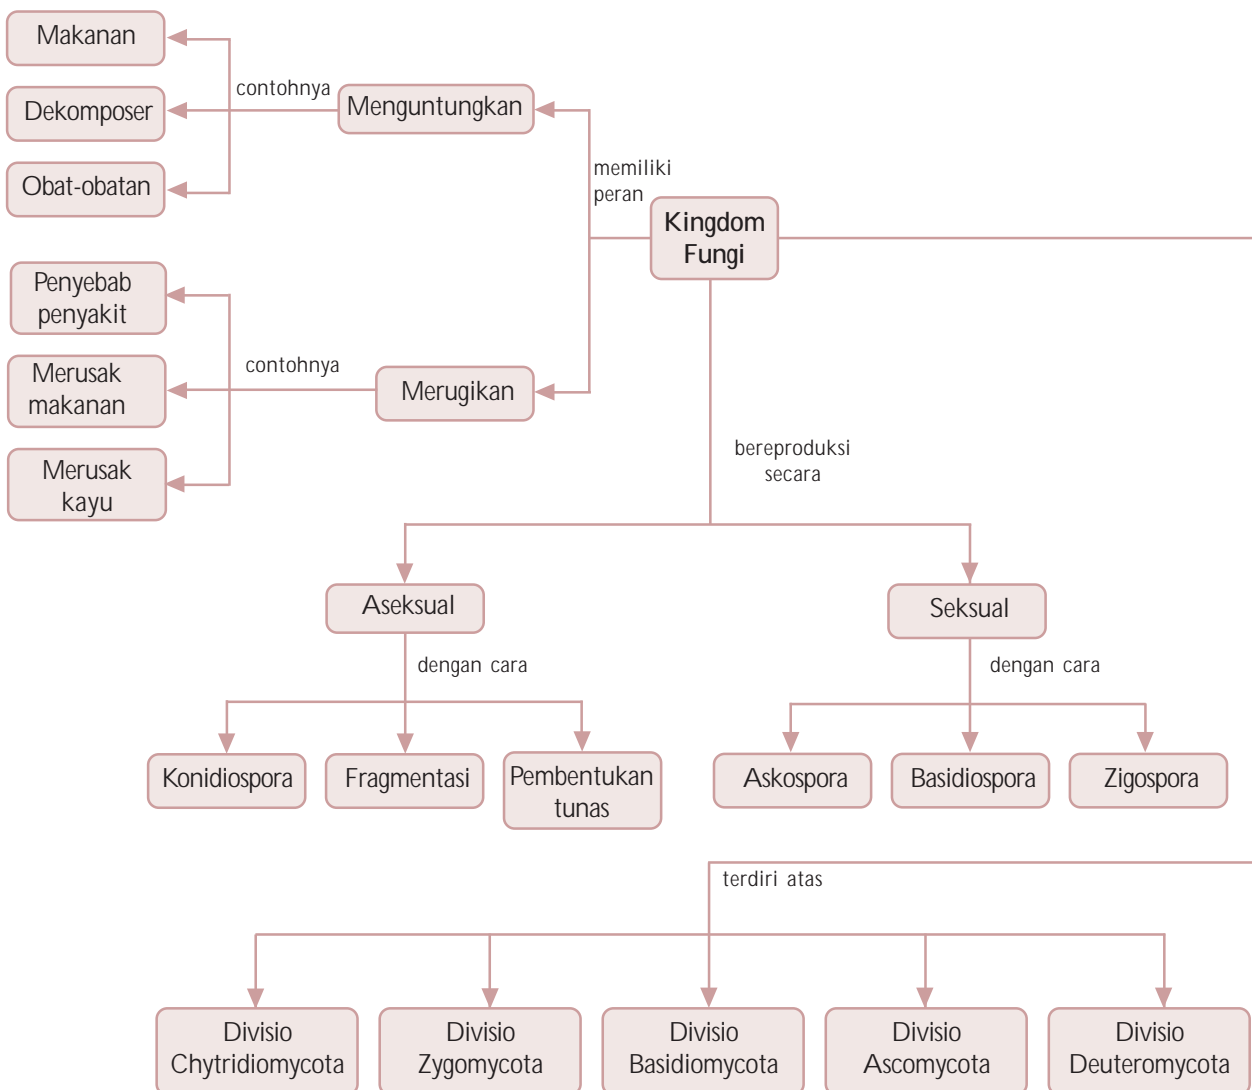 Makanan
Dekomposer
Obat-obatan
contohnya
Menguntungkan
memiliki
peran
Kingdom
Fungi
Penyebab
penyakit
Merusak
makanan
Merusak
kayu
contohnya
Merugikan
bereproduksi
secara
Aseksual
Seksual
dengan cara
dengan cara
Konidiospora
Fragmentasi
Pembentukan
tunas
Askospora
Basidiospora
Zigospora
terdiri atas
Divisio
Chytridiomycota
Divisio
Zygomycota
Divisio
Basidiomycota
Divisio
Ascomycota
Divisio
Deuteromycota